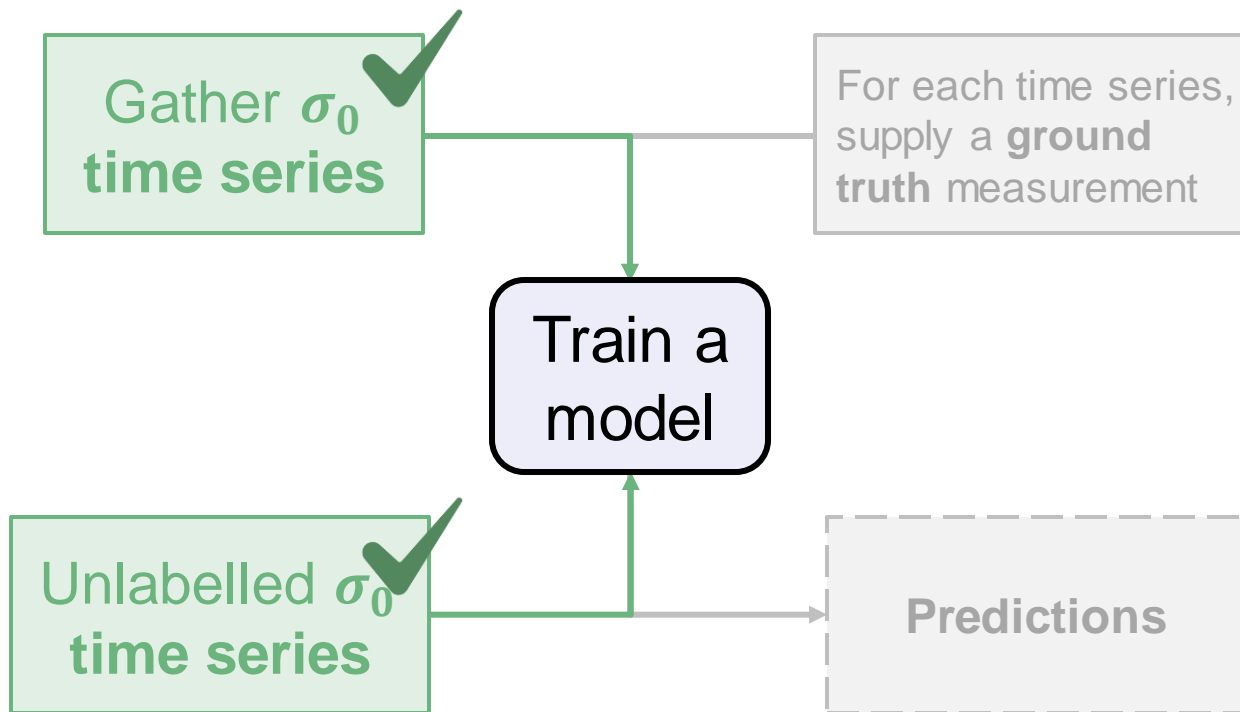 Gather σ₀
time series
For each time series,
supply a ground
truth measurement
Train a
model
Unlabelled σ₀
time series
Predictions